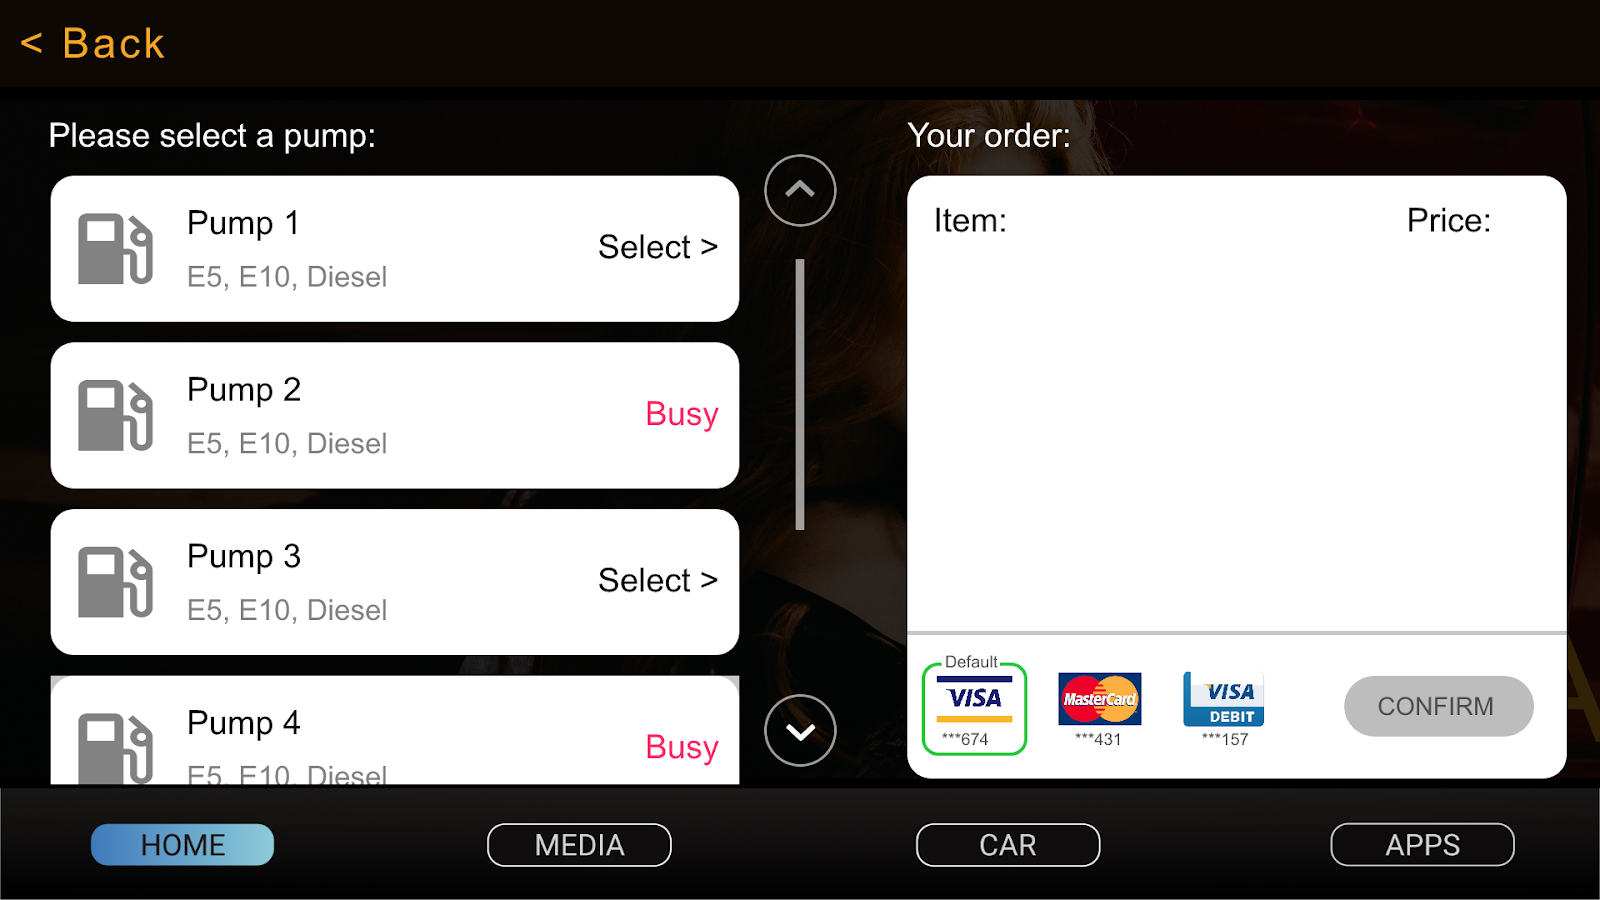 < Back
Please select a pump:
Pump 1
E5, E10, Diesel
Select >
Pump 2
E5, E10, Diesel
Busy
Pump 3
E5, E10, Diesel
Select >
Pump 4
E5, E10, Diesel
Busy
Your order:
Item: Price:
Default
VISA
***674
MasterCard
***431
VISA
DEBIT
***157
CONFIRM
HOME MEDIA CAR APPS